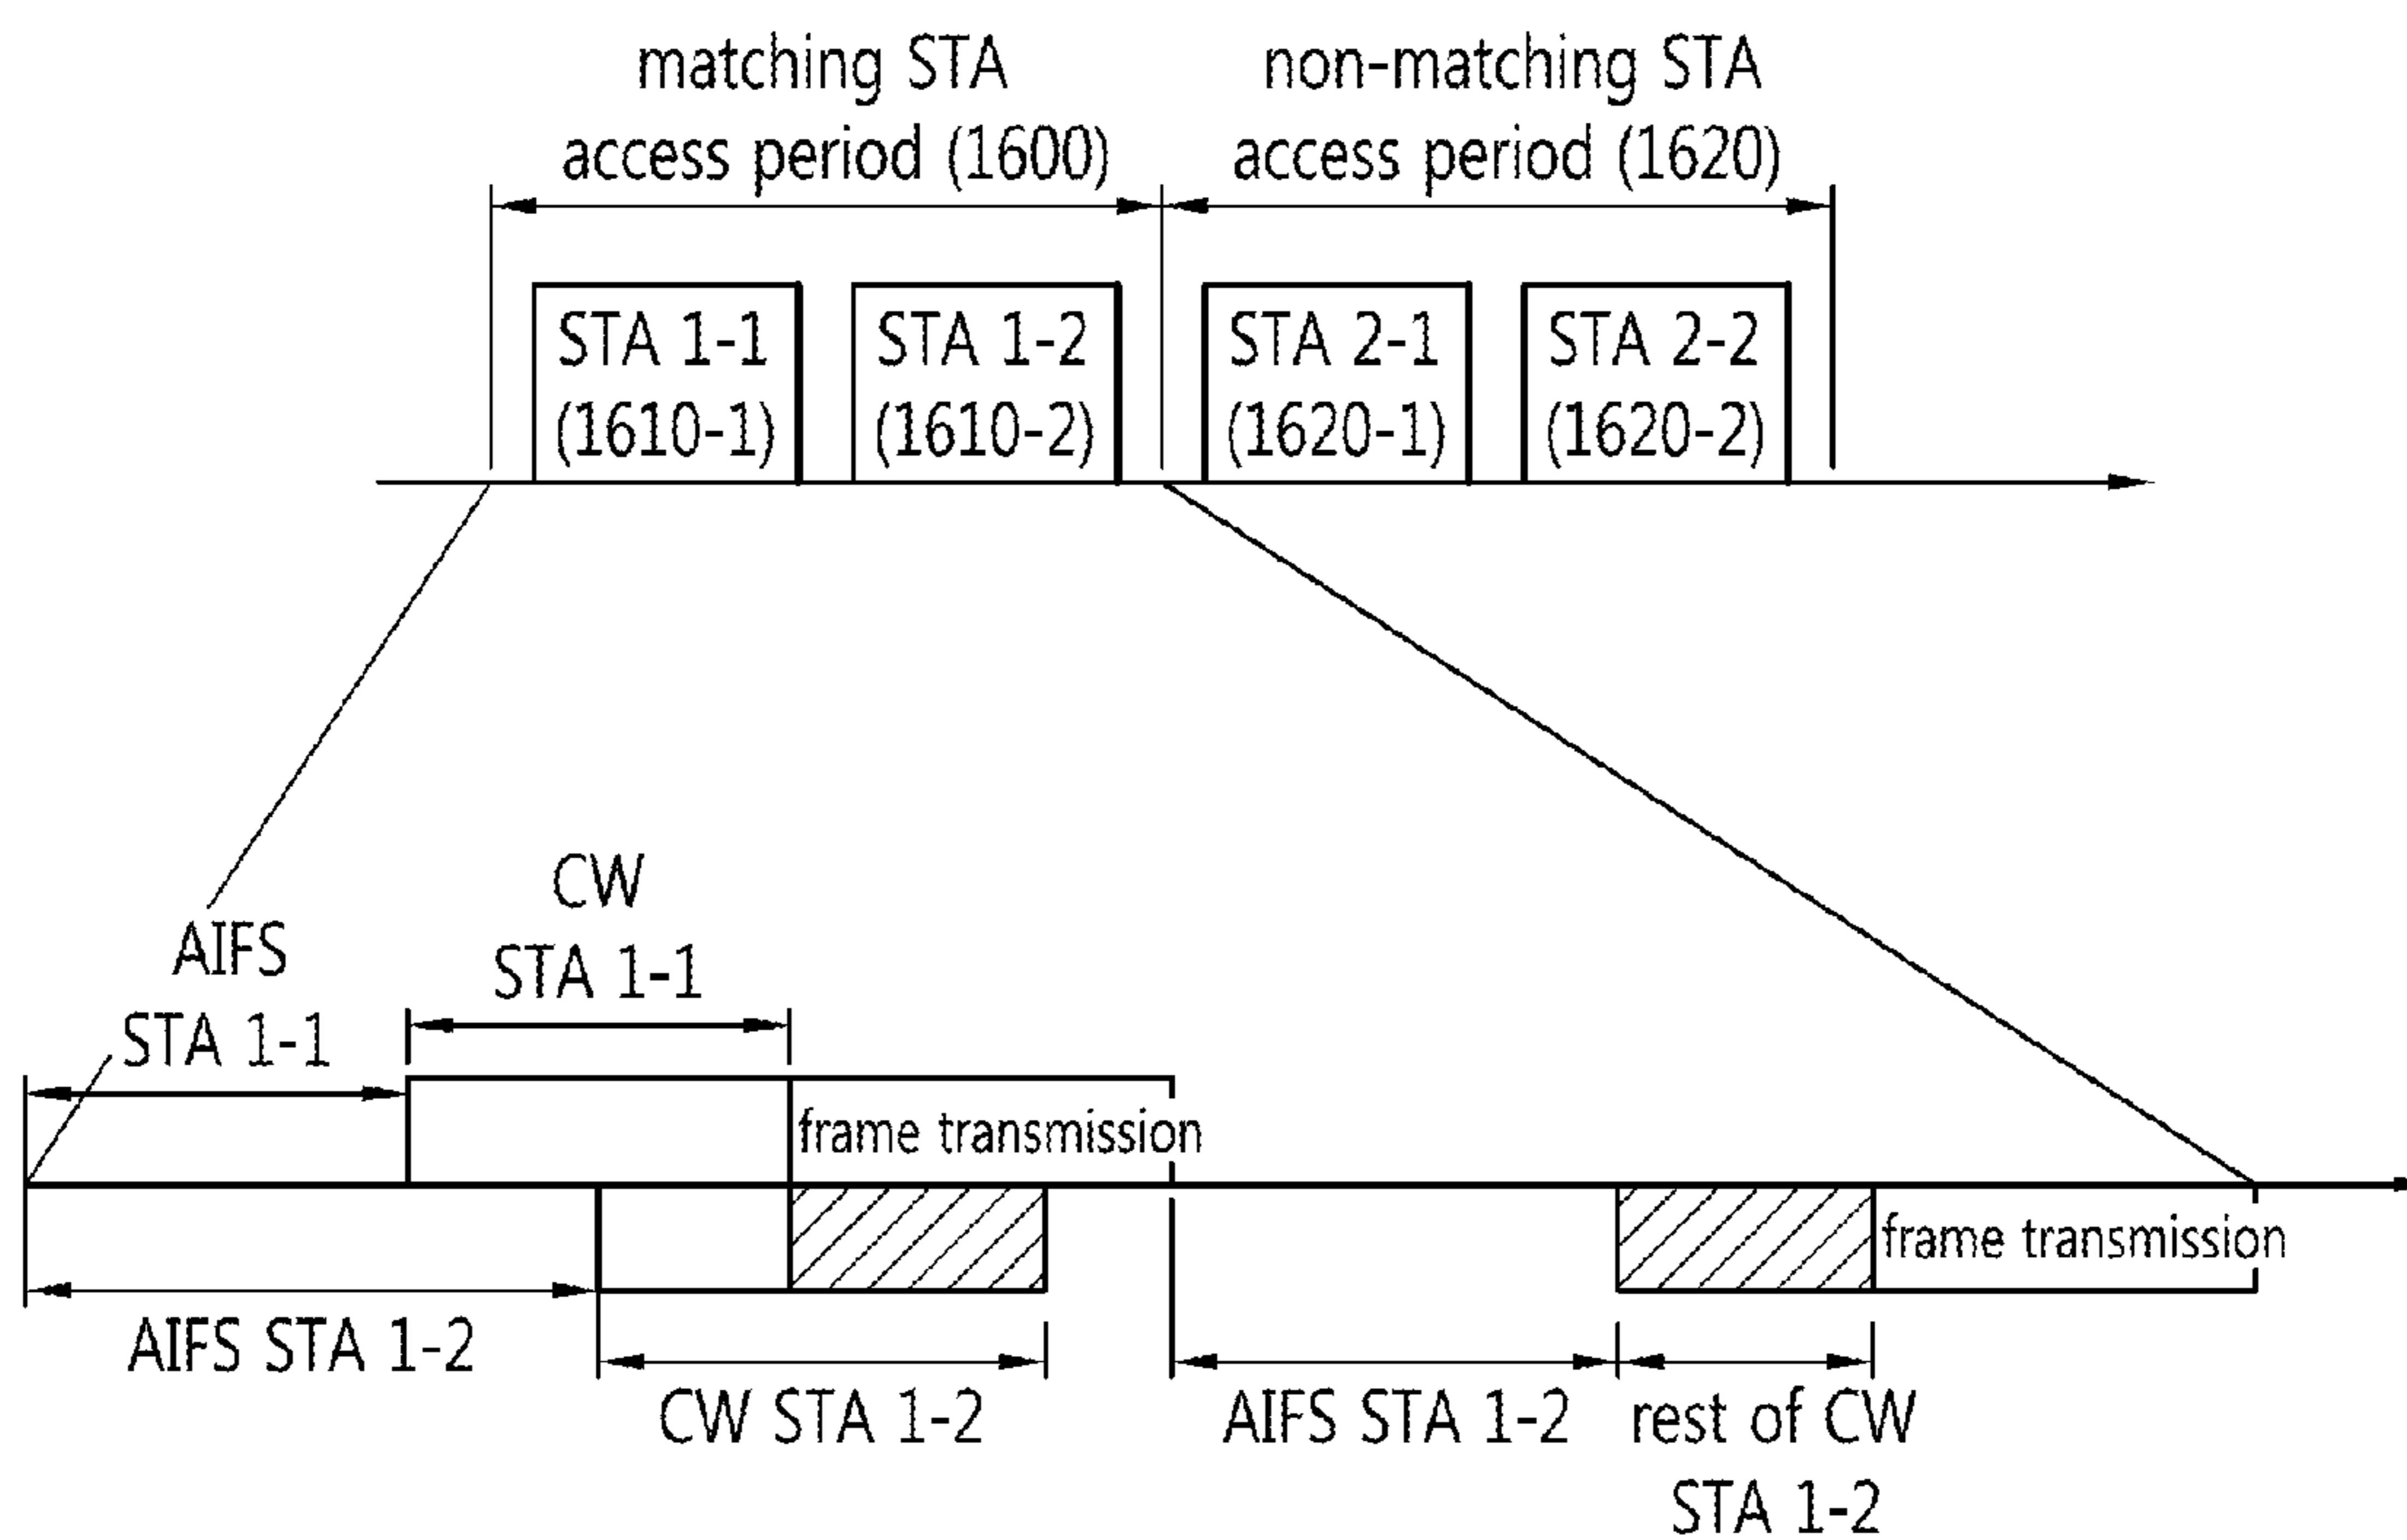 matching STA
access period (1600)
non-matching STA
access period (1620)
STA 1-1
(1610-1)
STA 1-2
(1610-2)
STA 2-1
(1620-1)
STA 2-2
(1620-2)
AIFS
STA 1-1
CW
STA 1-1
frame transmission
frame transmission
AIFS STA 1-2
CW STA 1-2
AIFS STA 1-2
rest of CW
STA 1-2